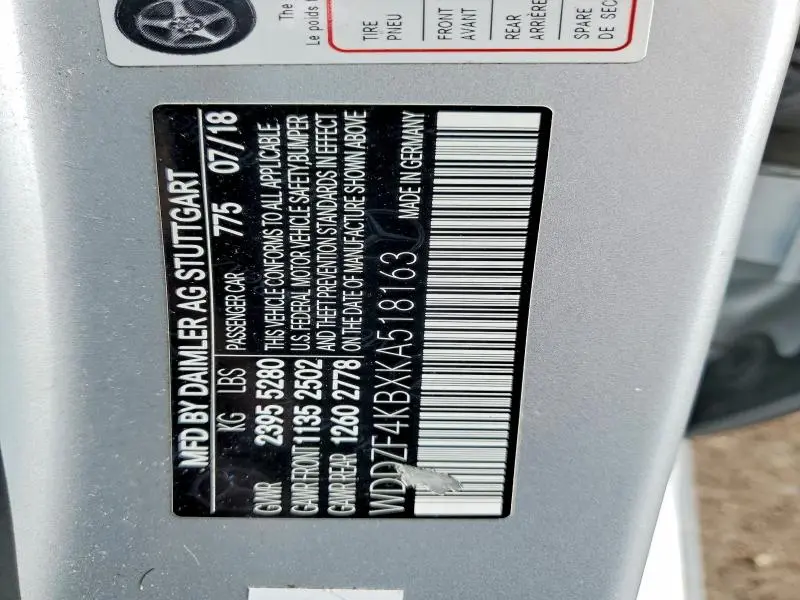 The
Le poids t
TIRE
PNEU
FRONT
AVANT
REAR
ARRIÈRE
SPARE
DE SEC
MFD BY DAIMLER AG STUTTGART
KG LBS 775 07/18
PASSENGER CAR
GVWR 2395 5280
GAWR FRONT 1135 2502
GAWR REAR 1260 2778
THIS VEHICLE CONFORMS TO ALL APPLICABLE
U.S. FEDERAL MOTOR VEHICLE SAFETY, BUMPER
AND THEFT PREVENTION STANDARDS IN EFFECT
ON THE DATE OF MANUFACTURE SHOWN ABOVE
WDDZF4KBXKA518163 MADE IN GERMANY